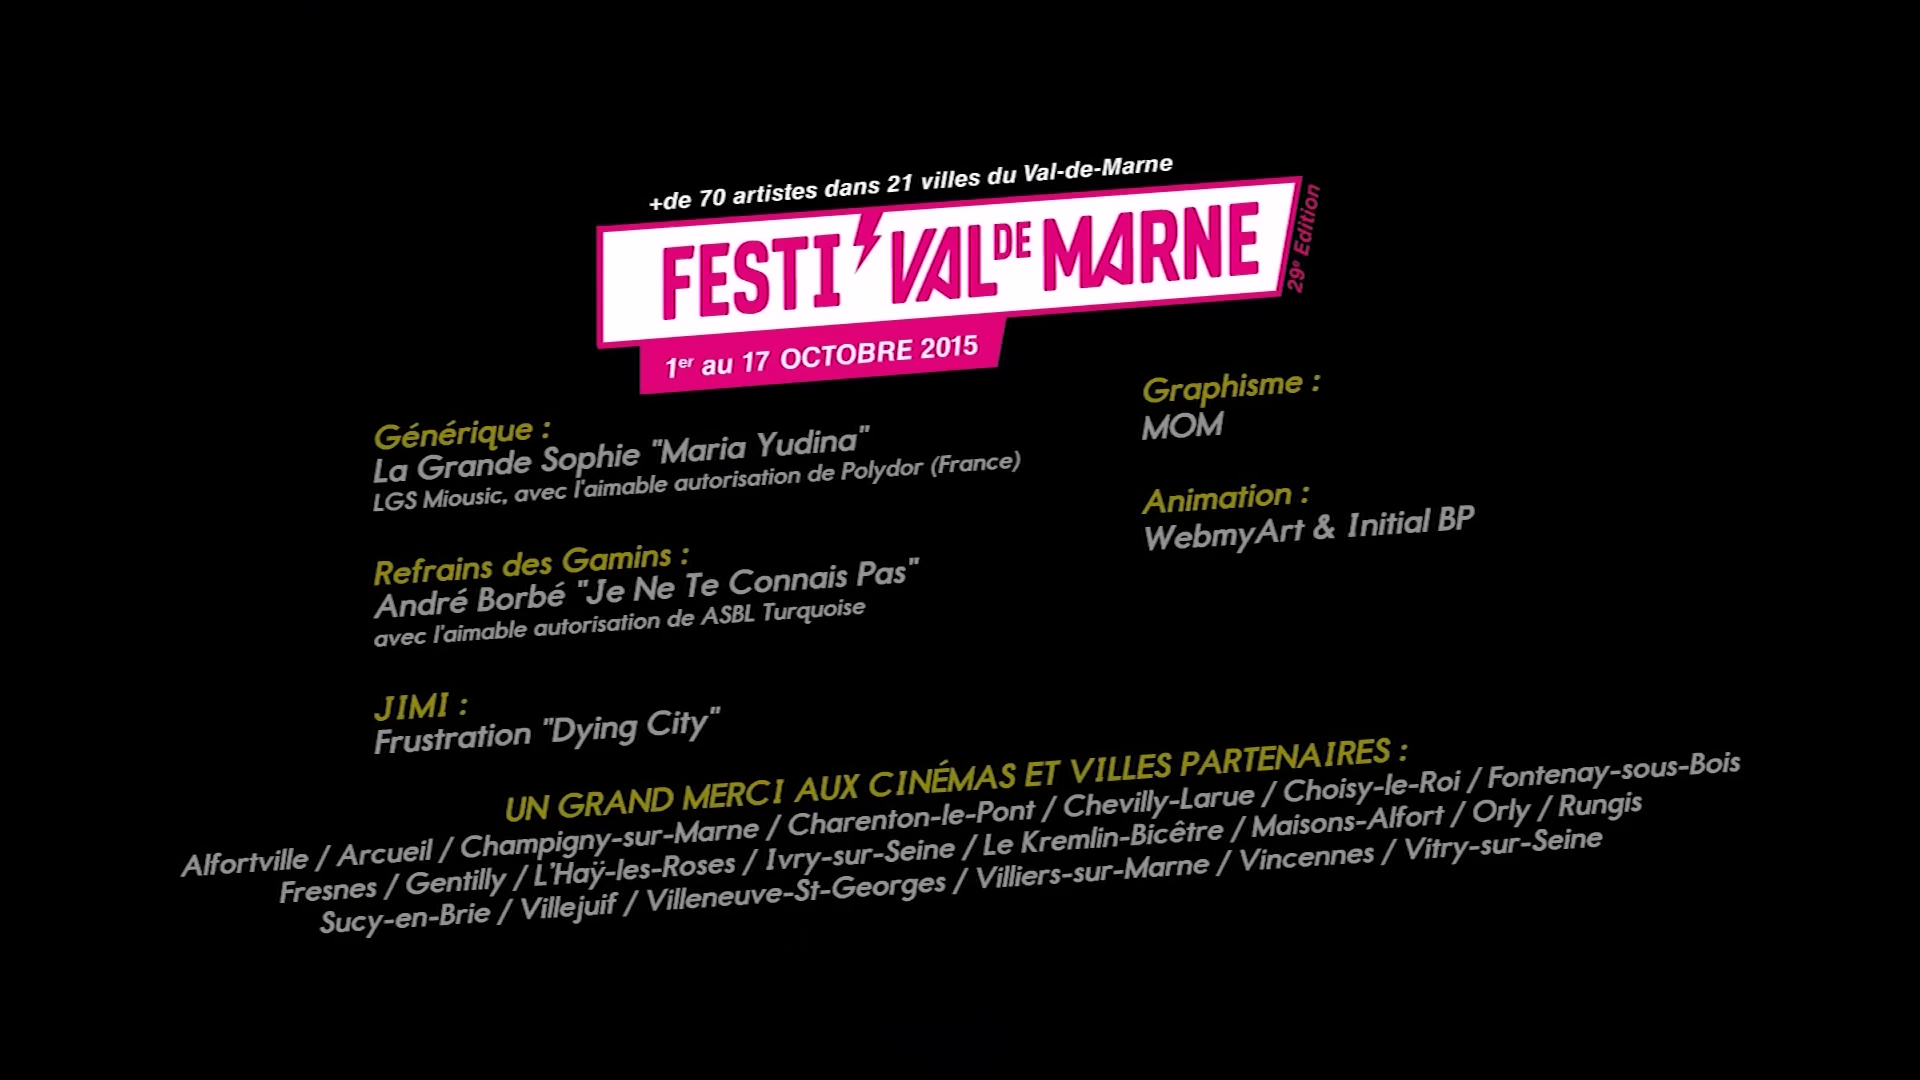 +de 70 artistes dans 21 villes du Val-de-Marne
FESTI'VAL DE MARNE
29e Edition
1er au 17 OCTOBRE 2015
Générique :
La Grande Sophie "Maria Yudina"
LGS Miousic, avec l'aimable autorisation de Polydor (France)
Refrains des Gamins :
André Borbé "Je Ne Te Connais Pas"
avec l'aimable autorisation de ASBL Turquoise
JIMI :
Frustration "Dying City"
Graphisme :
MOM
Animation :
WebmyArt & Initial BP
UN GRAND MERCI AUX CINÉMAS ET VILLES PARTENAIRES :
Alfortville / Arcueil / Champigny-sur-Marne / Charenton-le-Pont / Chevilly-Larue / Choisy-le-Roi / Fontenay-sous-Bois
Fresnes / Gentilly / L'Haÿ-les-Roses / Ivry-sur-Seine / Le Kremlin-Bicêtre / Maisons-Alfort / Orly / Rungis
Sucy-en-Brie / Villejuif / Villeneuve-St-Georges / Villiers-sur-Marne / Vincennes / Vitry-sur-Seine